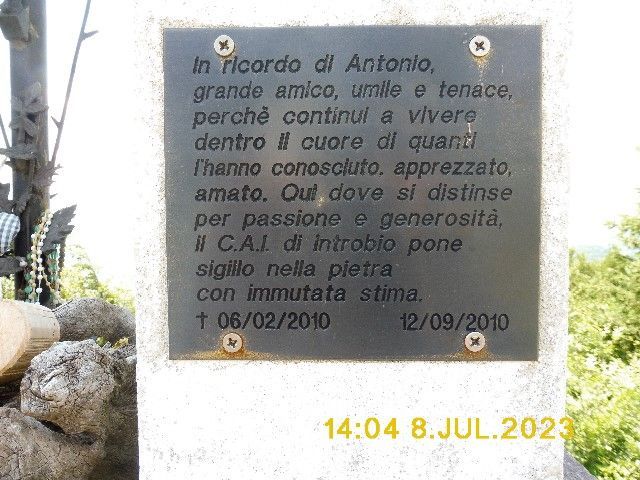 In ricordo di Antonio,
grande amico, umile e tenace,
perchè continui a vivere
dentro il cuore di quanti
l'hanno conosciuto. apprezzato,
amato. Qui dove si distinse
per passione e generosità,
il C.A.I. di introbio pone
sigillo nella pietra
con immutata stima.
† 06/02/2010 12/09/2010
14:04 8.JUL.2023